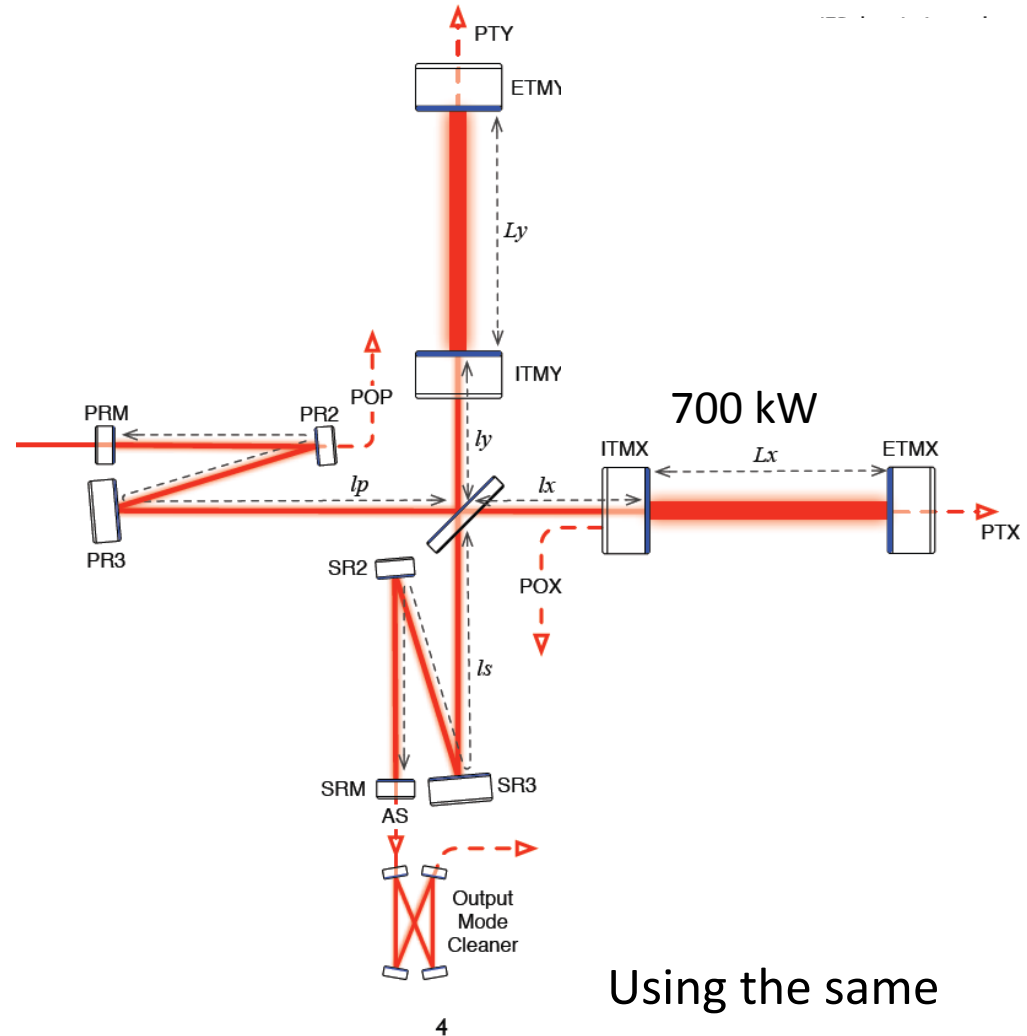 PTY
ETMY
Ly
ITMY
POP
PRM
PR2
700 kW
ly
ITMX
Lx
ETMX
lp
lx
PTX
PR3
SR2
POX
ls
SRM
SR3
AS
Output
Mode
Cleaner
Using the same
4